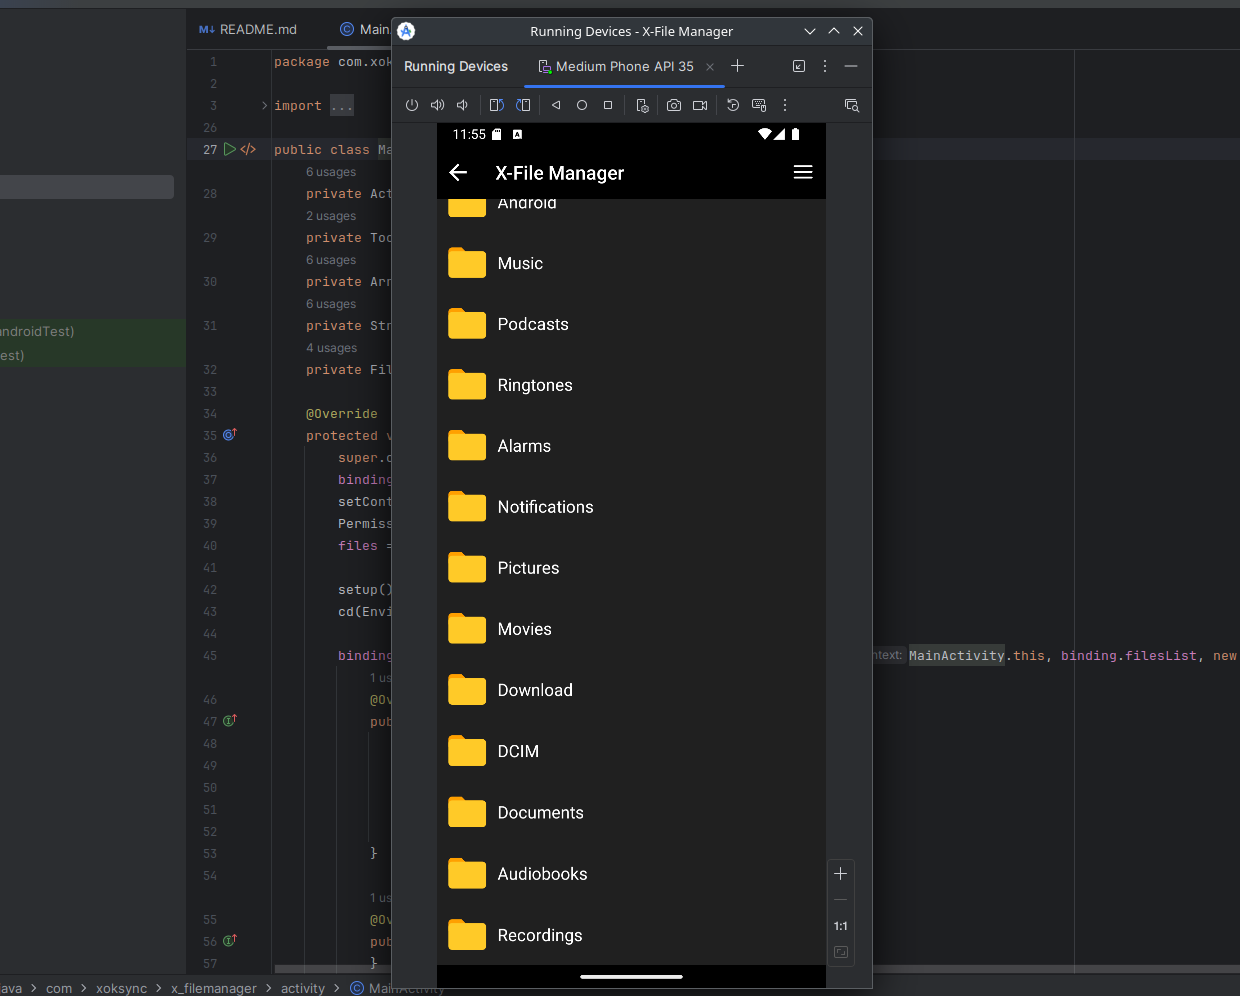 README.md
Main.
Running Devices - X-File Manager
Running Devices
Medium Phone API 35
11:55
X-File Manager
Android
Music
Podcasts
Ringtones
Alarms
Notifications
Pictures
Movies
Download
DCIM
Documents
Audiobooks
Recordings
1:1
1 package com.xok
2
3 import ...
26
27 public class Ma
6 usages
28 private Act
2 usages
29 private Too
6 usages
30 private Arr
6 usages
31 private Str
4 usages
32 private Fil
33
34 @Override
35 protected v
36 super.o
37 binding
38 setCont
39 Permiss
40 files =
41
42 setup()
43 cd(Envi
44
45 binding
ntext: MainActivity.this, binding.filesList, new
1 us
46 @Ov
47 pub
48
49
50
51
52
53 }
54
1 us
55 @Ov
56 pub
57 }
androidTest)
est)
java > com > xoksync > x_filemanager > activity > MainActivity